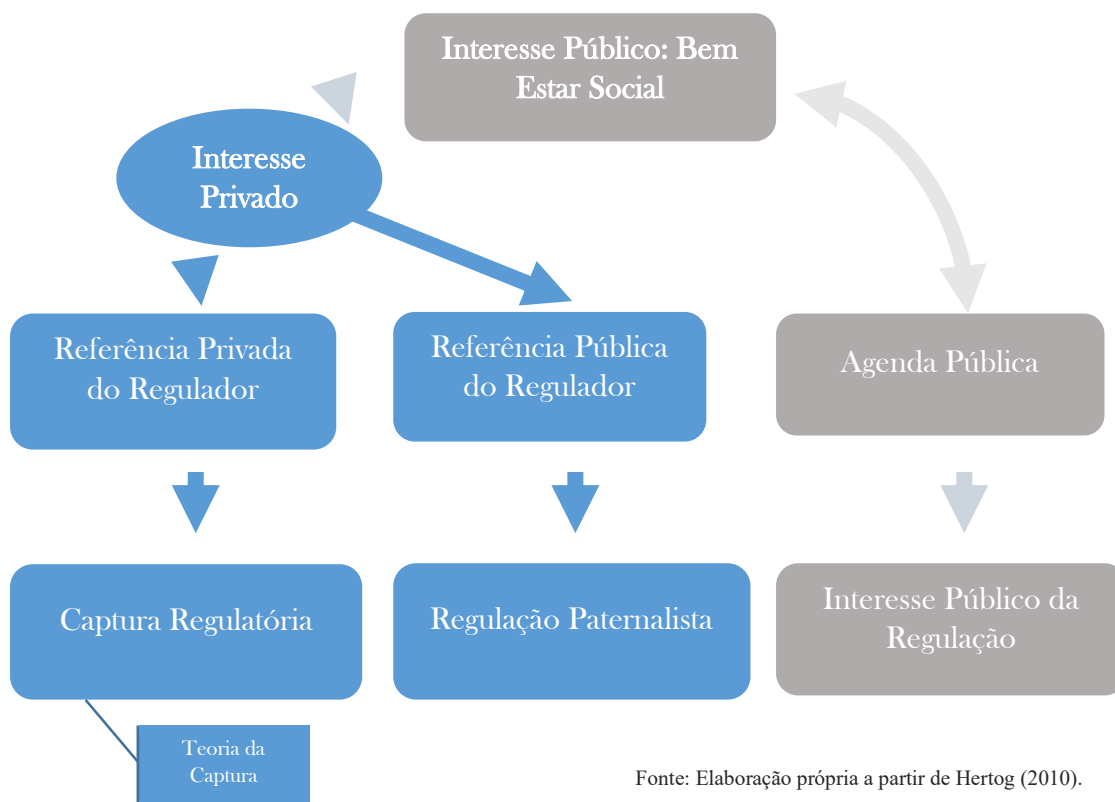 Interesse Público: Bem
Estar Social
Interesse
Privado
Referência Privada
do Regulador
Referência Pública
do Regulador
Agenda Pública
Captura Regulatória
Regulação Paternalista
Interesse Público da
Regulação
Teoria da
Captura
Fonte: Elaboração própria a partir de Hertog (2010).